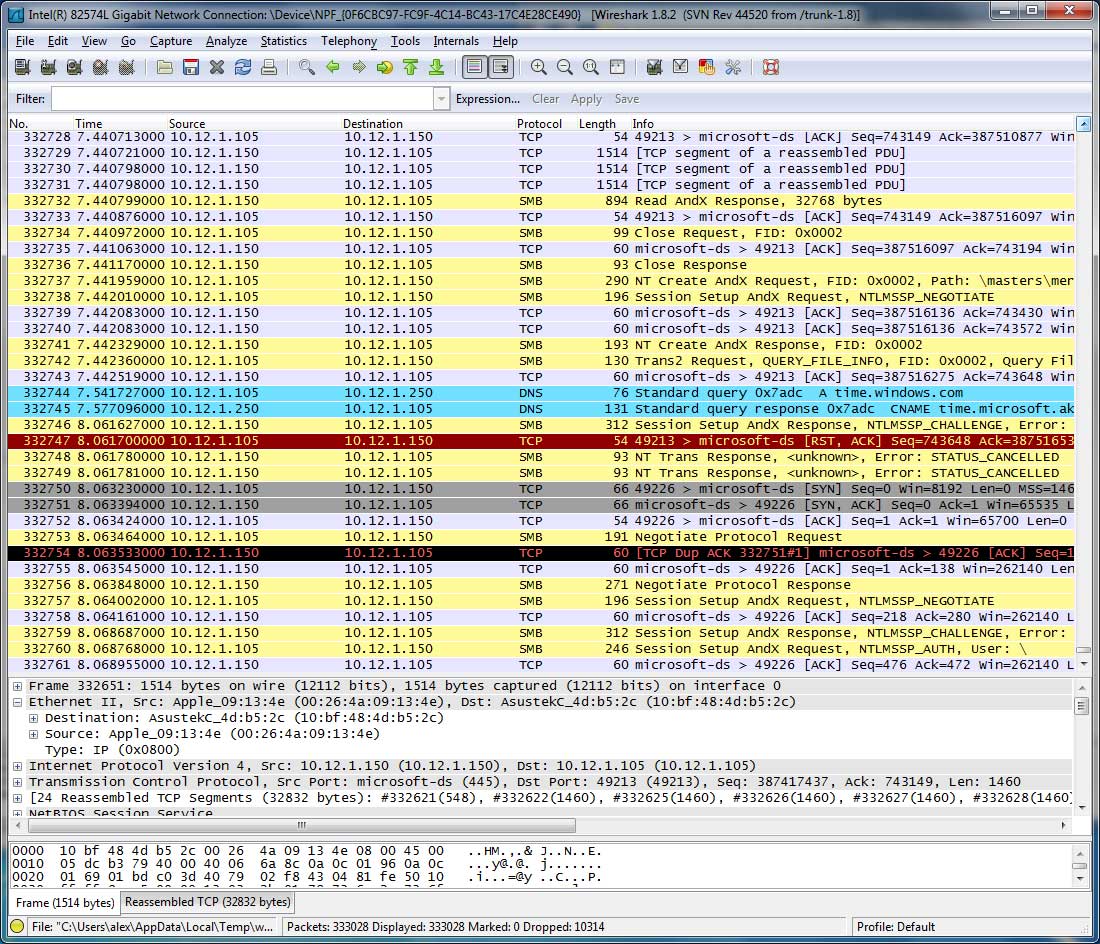 Intel(R) 82574L Gigabit Network Connection: \Device\NPF_{0F6CBC97-FC9F-4C14-BC43-17C4E28CE490} [Wireshark 1.8.2 (SVN Rev 44520 from /trunk-1.8)]
File Edit View Go Capture Analyze Statistics Telephony Tools Internals Help
Filter: Expression... Clear Apply Save
No. Time Source Destination Protocol Length Info
332728 7.440713000 10.12.1.105 10.12.1.150 TCP 54 49213 > microsoft-ds [ACK] Seq=743149 Ack=387510877 Win
332729 7.440721000 10.12.1.150 10.12.1.105 TCP 1514 [TCP segment of a reassembled PDU]
332730 7.440798000 10.12.1.150 10.12.1.105 TCP 1514 [TCP segment of a reassembled PDU]
332731 7.440798000 10.12.1.150 10.12.1.105 TCP 1514 [TCP segment of a reassembled PDU]
332732 7.440799000 10.12.1.150 10.12.1.105 SMB 894 Read AndX Response, 32768 bytes
332733 7.440876000 10.12.1.105 10.12.1.150 TCP 54 49213 > microsoft-ds [ACK] Seq=743149 Ack=387516097 Win
332734 7.440972000 10.12.1.105 10.12.1.150 SMB 99 Close Request, FID: 0x0002
332735 7.441063000 10.12.1.150 10.12.1.105 TCP 60 microsoft-ds > 49213 [ACK] Seq=387516097 Ack=743194 Win
332736 7.441170000 10.12.1.150 10.12.1.105 SMB 93 Close Response
332737 7.441959000 10.12.1.105 10.12.1.150 SMB 290 NT Create AndX Request, FID: 0x0002, Path: \masters\mer
332738 7.442010000 10.12.1.105 10.12.1.150 SMB 196 Session Setup AndX Request, NTLMSSP_NEGOTIATE
332739 7.442083000 10.12.1.150 10.12.1.105 TCP 60 microsoft-ds > 49213 [ACK] Seq=387516136 Ack=743430 Win
332740 7.442083000 10.12.1.150 10.12.1.105 TCP 60 microsoft-ds > 49213 [ACK] Seq=387516136 Ack=743572 Win
332741 7.442329000 10.12.1.150 10.12.1.105 SMB 193 NT Create AndX Response, FID: 0x0002
332742 7.442360000 10.12.1.105 10.12.1.150 SMB 130 Trans2 Request, QUERY_FILE_INFO, FID: 0x0002, Query Fil
332743 7.442519000 10.12.1.150 10.12.1.105 TCP 60 microsoft-ds > 49213 [ACK] Seq=387516275 Ack=743648 Win
332744 7.541727000 10.12.1.105 10.12.1.250 DNS 76 Standard query 0x7adc A time.windows.com
332745 7.577096000 10.12.1.250 10.12.1.105 DNS 131 Standard query response 0x7adc CNAME time.microsoft.ak
332746 8.061627000 10.12.1.150 10.12.1.105 SMB 312 Session Setup AndX Response, NTLMSSP_CHALLENGE, Error:
332747 8.061700000 10.12.1.105 10.12.1.150 TCP 54 49213 > microsoft-ds [RST, ACK] Seq=743648 Ack=38751653
332748 8.061780000 10.12.1.150 10.12.1.105 SMB 93 NT Trans Response, <unknown>, Error: STATUS_CANCELLED
332749 8.061781000 10.12.1.150 10.12.1.105 SMB 93 NT Trans Response, <unknown>, Error: STATUS_CANCELLED
332750 8.063230000 10.12.1.105 10.12.1.150 TCP 66 49226 > microsoft-ds [SYN] Seq=0 Win=8192 Len=0 MSS=146
332751 8.063394000 10.12.1.150 10.12.1.105 TCP 66 microsoft-ds > 49226 [SYN, ACK] Seq=0 Ack=1 Win=65535 L
332752 8.063424000 10.12.1.105 10.12.1.150 TCP 54 49226 > microsoft-ds [ACK] Seq=1 Ack=1 Win=65700 Len=0
332753 8.063464000 10.12.1.105 10.12.1.150 SMB 191 Negotiate Protocol Request
332754 8.063533000 10.12.1.150 10.12.1.105 TCP 60 [TCP Dup ACK 332751#1] microsoft-ds > 49226 [ACK] Seq=1
332755 8.063545000 10.12.1.150 10.12.1.105 TCP 60 microsoft-ds > 49226 [ACK] Seq=1 Ack=138 Win=262140 Len
332756 8.063848000 10.12.1.150 10.12.1.105 SMB 271 Negotiate Protocol Response
332757 8.064002000 10.12.1.105 10.12.1.150 SMB 196 Session Setup AndX Request, NTLMSSP_NEGOTIATE
332758 8.064161000 10.12.1.150 10.12.1.105 TCP 60 microsoft-ds > 49226 [ACK] Seq=218 Ack=280 Win=262140 L
332759 8.068687000 10.12.1.150 10.12.1.105 SMB 312 Session Setup AndX Response, NTLMSSP_CHALLENGE, Error:
332760 8.068768000 10.12.1.105 10.12.1.150 SMB 246 Session Setup AndX Request, NTLMSSP_AUTH, User: \
332761 8.068955000 10.12.1.150 10.12.1.105 TCP 60 microsoft-ds > 49226 [ACK] Seq=476 Ack=472 Win=262140 L
Frame 332651: 1514 bytes on wire (12112 bits), 1514 bytes captured (12112 bits) on interface 0
Ethernet II, Src: Apple_09:13:4e (00:26:4a:09:13:4e), Dst: AsustekC_4d:b5:2c (10:bf:48:4d:b5:2c)
Destination: AsustekC_4d:b5:2c (10:bf:48:4d:b5:2c)
Source: Apple_09:13:4e (00:26:4a:09:13:4e)
Type: IP (0x0800)
Internet Protocol Version 4, Src: 10.12.1.150 (10.12.1.150), Dst: 10.12.1.105 (10.12.1.105)
Transmission Control Protocol, Src Port: microsoft-ds (445), Dst Port: 49213 (49213), Seq: 387417437, Ack: 743149, Len: 1460
[24 Reassembled TCP Segments (32832 bytes): #332621(548), #332622(1460), #332625(1460), #332626(1460), #332627(1460), #332628(1460)
NetBIOS Session Service
0000 10 bf 48 4d b5 2c 00 26 4a 09 13 4e 08 00 45 00 ..HM.,.& J..N..E.
0010 05 dc b3 79 40 00 40 06 6a 8c 0a 0c 01 96 0a 0c ...y@.@. j.......
0020 01 69 01 bd c0 3d 40 79 02 f8 43 04 81 fe 50 10 .i...=@y ..C...P.
Frame (1514 bytes) Reassembled TCP (32832 bytes)
File: "C:\Users\alex\AppData\Local\Temp\w... Packets: 333028 Displayed: 333028 Marked: 0 Dropped: 10314 Profile: Default